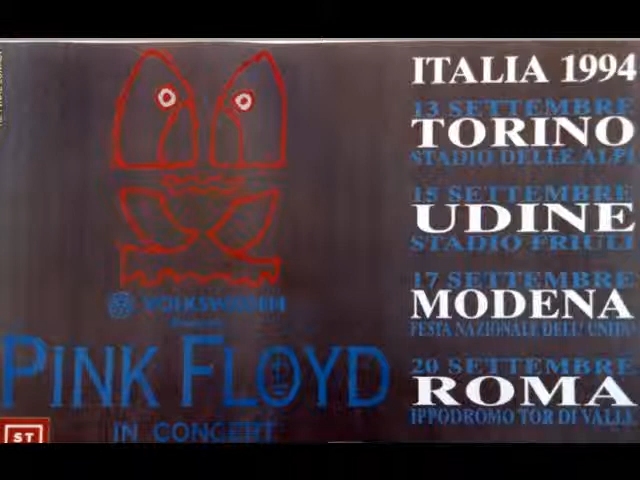 VOLKSWAGEN
PINK FLOYD
IN CONCERT
ST
ITALIA 1994
13 SETTEMBRE
TORINO
STADIO DELLE ALPI
15 SETTEMBRE
UDINE
STADIO FRIULI
17 SETTEMBRE
MODENA
FESTA NAZIONALE DELL' UNITA'
20 SETTEMBRE
ROMA
IPPODROMO TOR DI VALLE